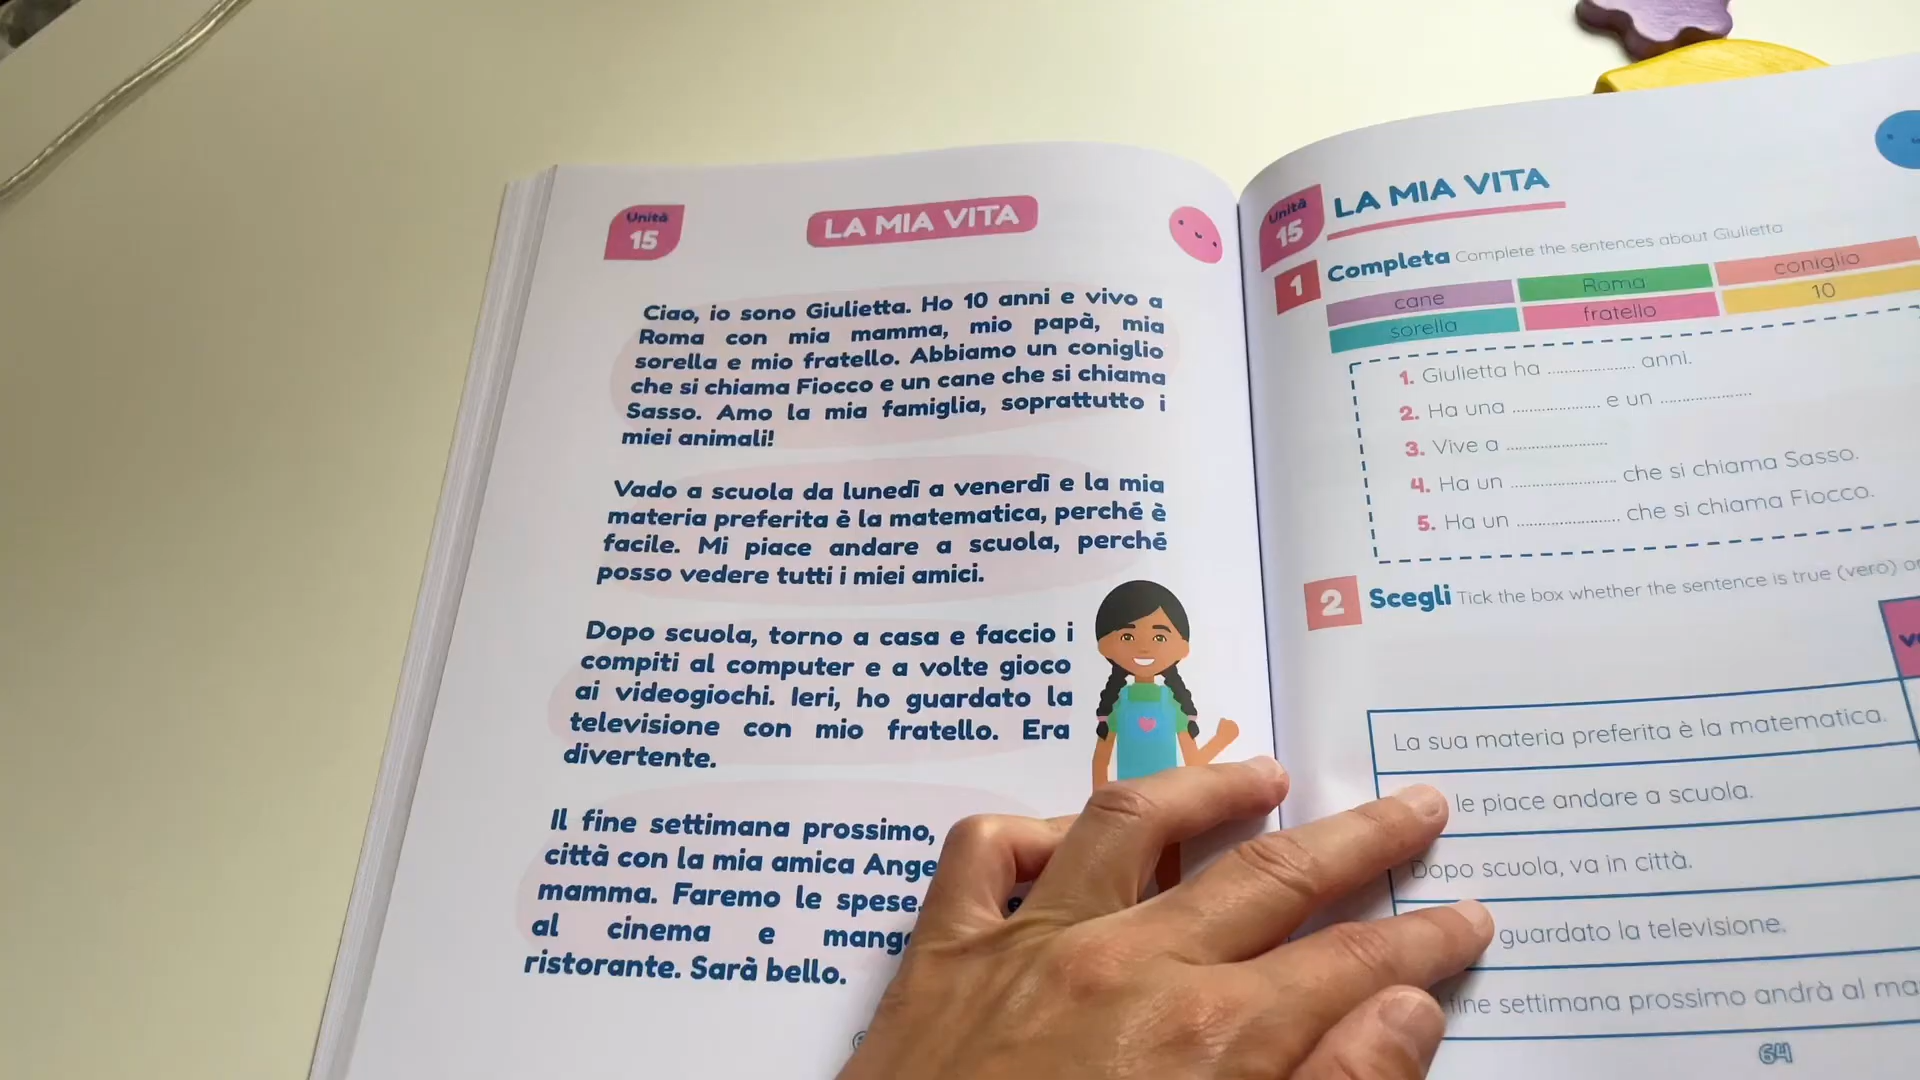 Unità
15
LA MIA VITA
Ciao, io sono Giulietta. Ho 10 anni e vivo a
Roma con mia mamma, mio papà, mia
sorella e mio fratello. Abbiamo un coniglio
che si chiama Fiocco e un cane che si chiama
Sasso. Amo la mia famiglia, soprattutto i
miei animali!
Vado a scuola da lunedì a venerdì e la mia
materia preferita è la matematica, perché è
facile. Mi piace andare a scuola, perché
posso vedere tutti i miei amici.
Dopo scuola, torno a casa e faccio i
compiti al computer e a volte gioco
ai videogiochi. Ieri, ho guardato la
televisione con mio fratello. Era
divertente.
Il fine settimana prossimo,
città con la mia amica
mamma. Faremo le spese.
al cinema e
ristorante. Sarà bello.
Unità
15
LA MIA VITA
1 Completa Complete the sentences about Giulietta
cane Roma coniglio
sorella fratello 10
1. Giulietta ha .................... anni.
2. Ha una .................... e un ....................
3. Vive a ....................
4. Ha un .................... che si chiama Sasso.
5. Ha un .................... che si chiama Fiocco.
2 Scegli Tick the box whether the sentence is true (vero)
La sua materia preferita è la matematica.
le piace andare a scuola.
Dopo scuola, va in città.
guardato la televisione.
fine settimana prossimo andrà al
64